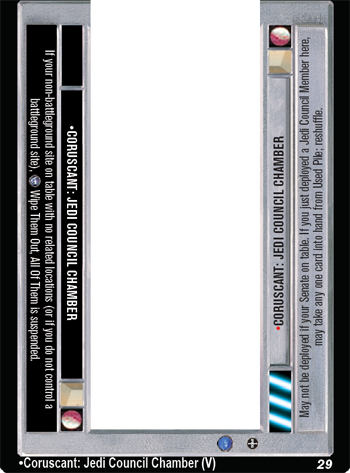 If your non-battleground site on table with no related locations (or if you do not control a
battleground site), Wipe Them Out, All Of Them is suspended.
•CORUSCANT: JEDI COUNCIL CHAMBER
•CORUSCANT: JEDI COUNCIL CHAMBER
May not be deployed if your Senate on table. If you just deployed a Jedi Council Member here,
may take any one card into hand from Used Pile; reshuffle.
•Coruscant: Jedi Council Chamber (V)
29